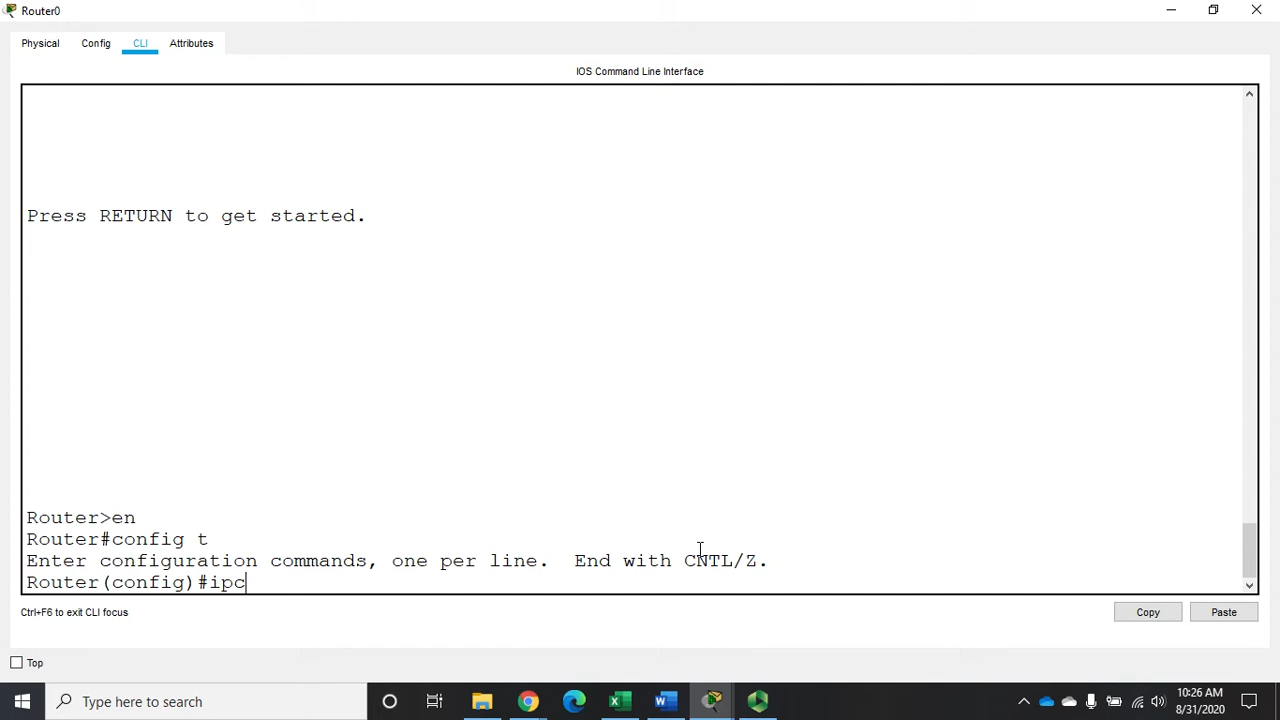 Router0
Physical Config CLI Attributes
IOS Command Line Interface
Press RETURN to get started.
Router>en
Router#config t
Enter configuration commands, one per line.  End with CNTL/Z.
Router(config)#ipc
Ctrl+F6 to exit CLI focus
Copy Paste
Top
Type here to search
10:26 AM
8/31/2020